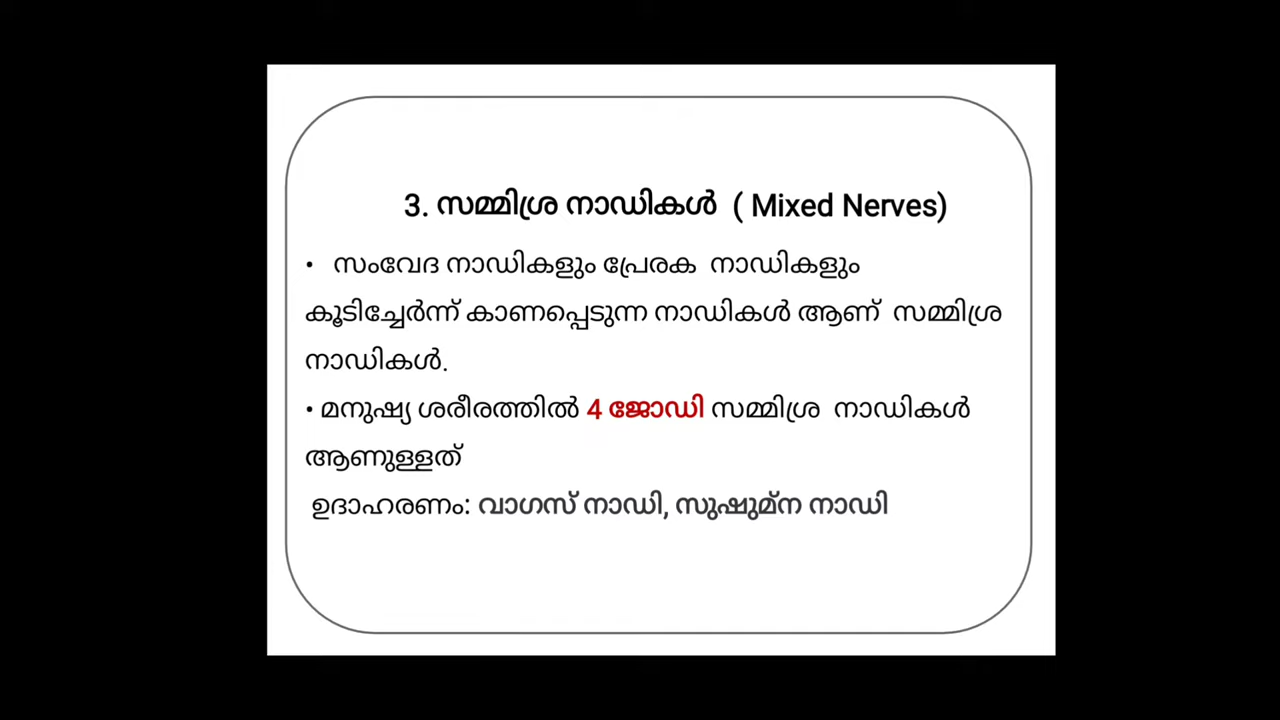 3. സമ്മിശ്ര നാഡികൾ ( Mixed Nerves)
• സംവേദ നാഡികളും പ്രേരക നാഡികളും
കൂടിച്ചേർന്ന് കാണപ്പെടുന്ന നാഡികൾ ആണ് സമ്മിശ്ര
നാഡികൾ.
• മനുഷ്യ ശരീരത്തിൽ 4 ജോഡി സമ്മിശ്ര നാഡികൾ
ആണുള്ളത്
ഉദാഹരണം: വാഗസ് നാഡി, സുഷുമ്ന നാഡി